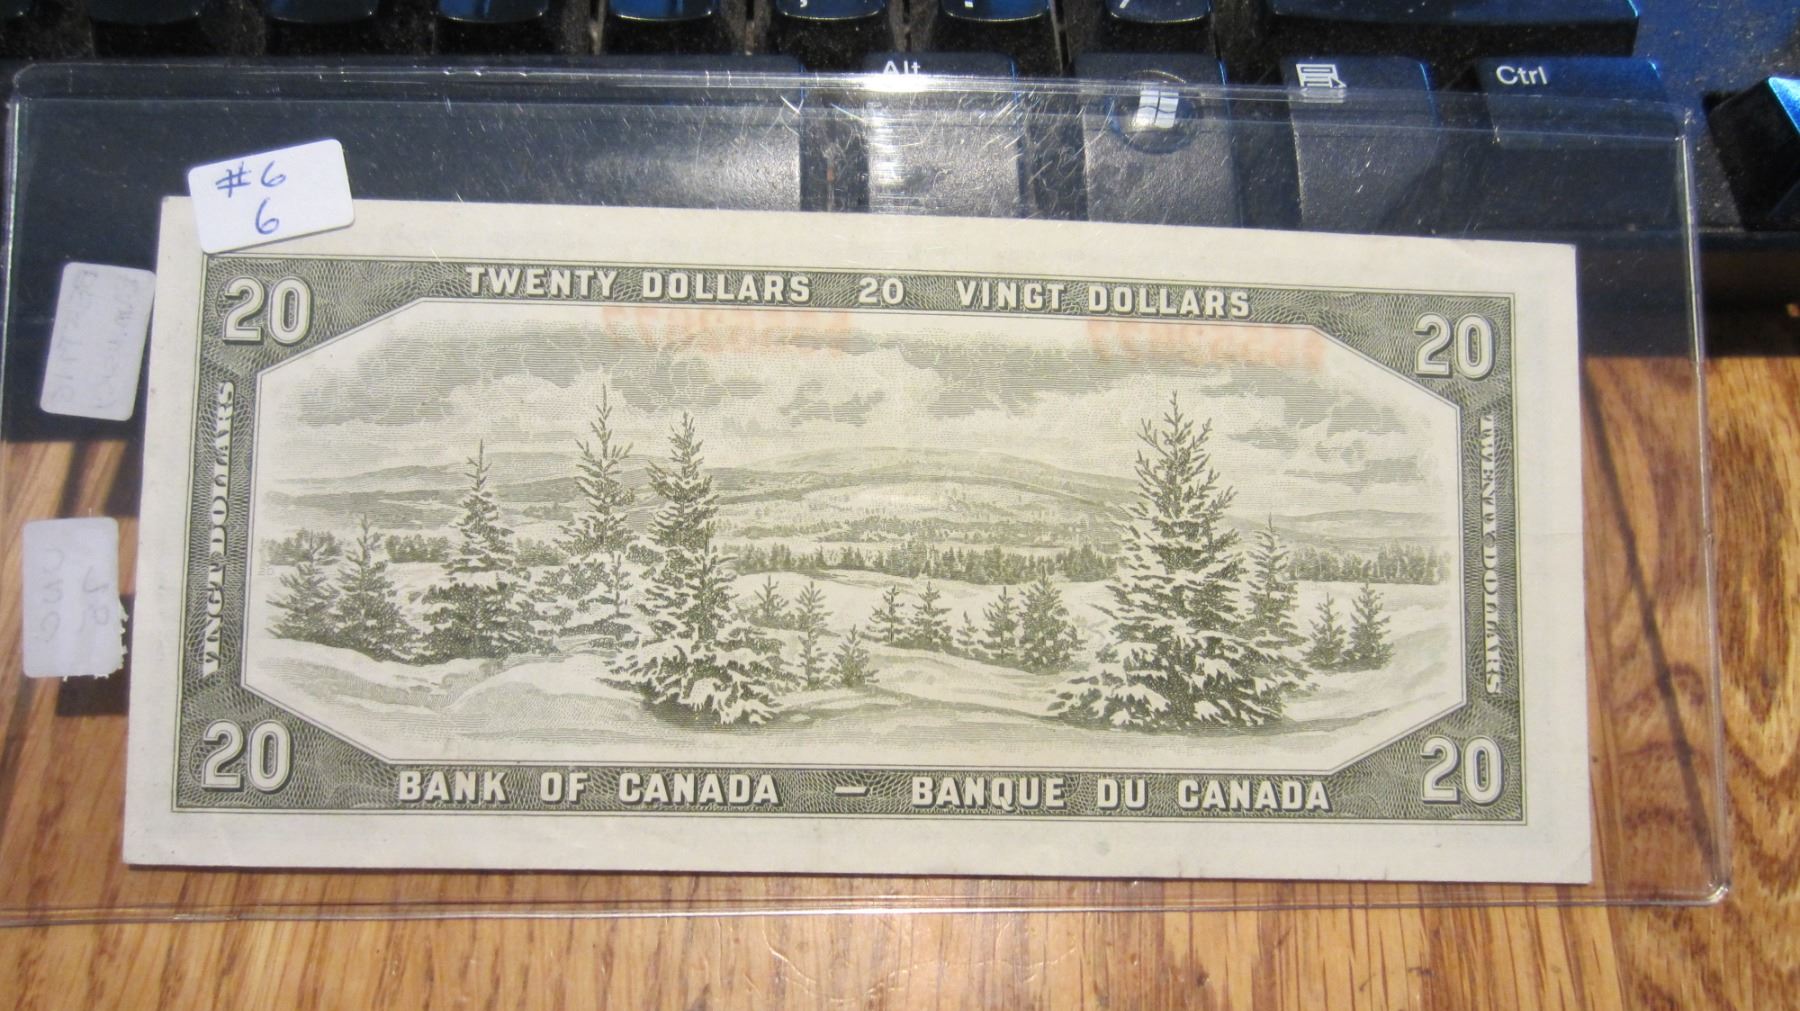 Alt
Ctrl
#6
6
TWENTY DOLLARS 20 VINGT DOLLARS
20
20
VINGT DOLLARS
TWENTY DOLLARS
20
20
BANK OF CANADA — BANQUE DU CANADA